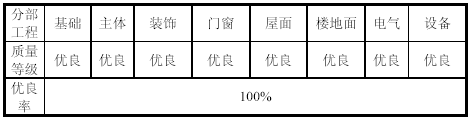 分部工程 基础 主体 装饰 门窗 屋面 楼地面 电气 设备
质量等级 优良 优良 优良 优良 优良 优良 优良 优良
优良率 100%